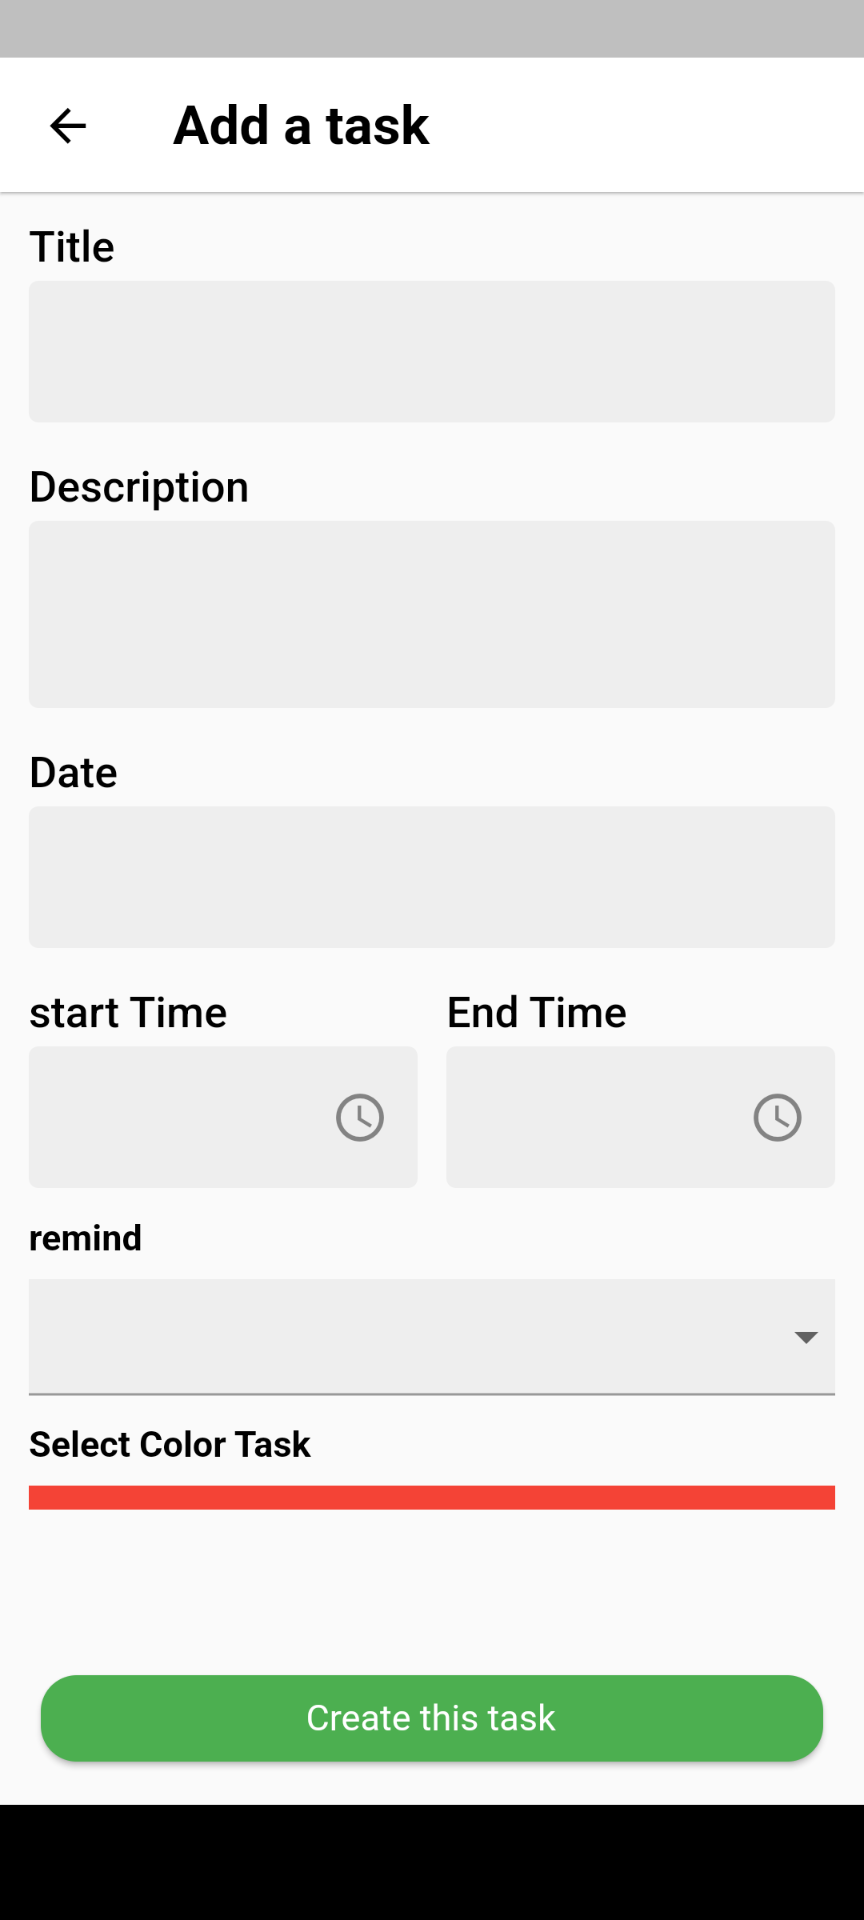 Add a task
Title
Description
Date
start Time End Time
remind
Select Color Task
Create this task